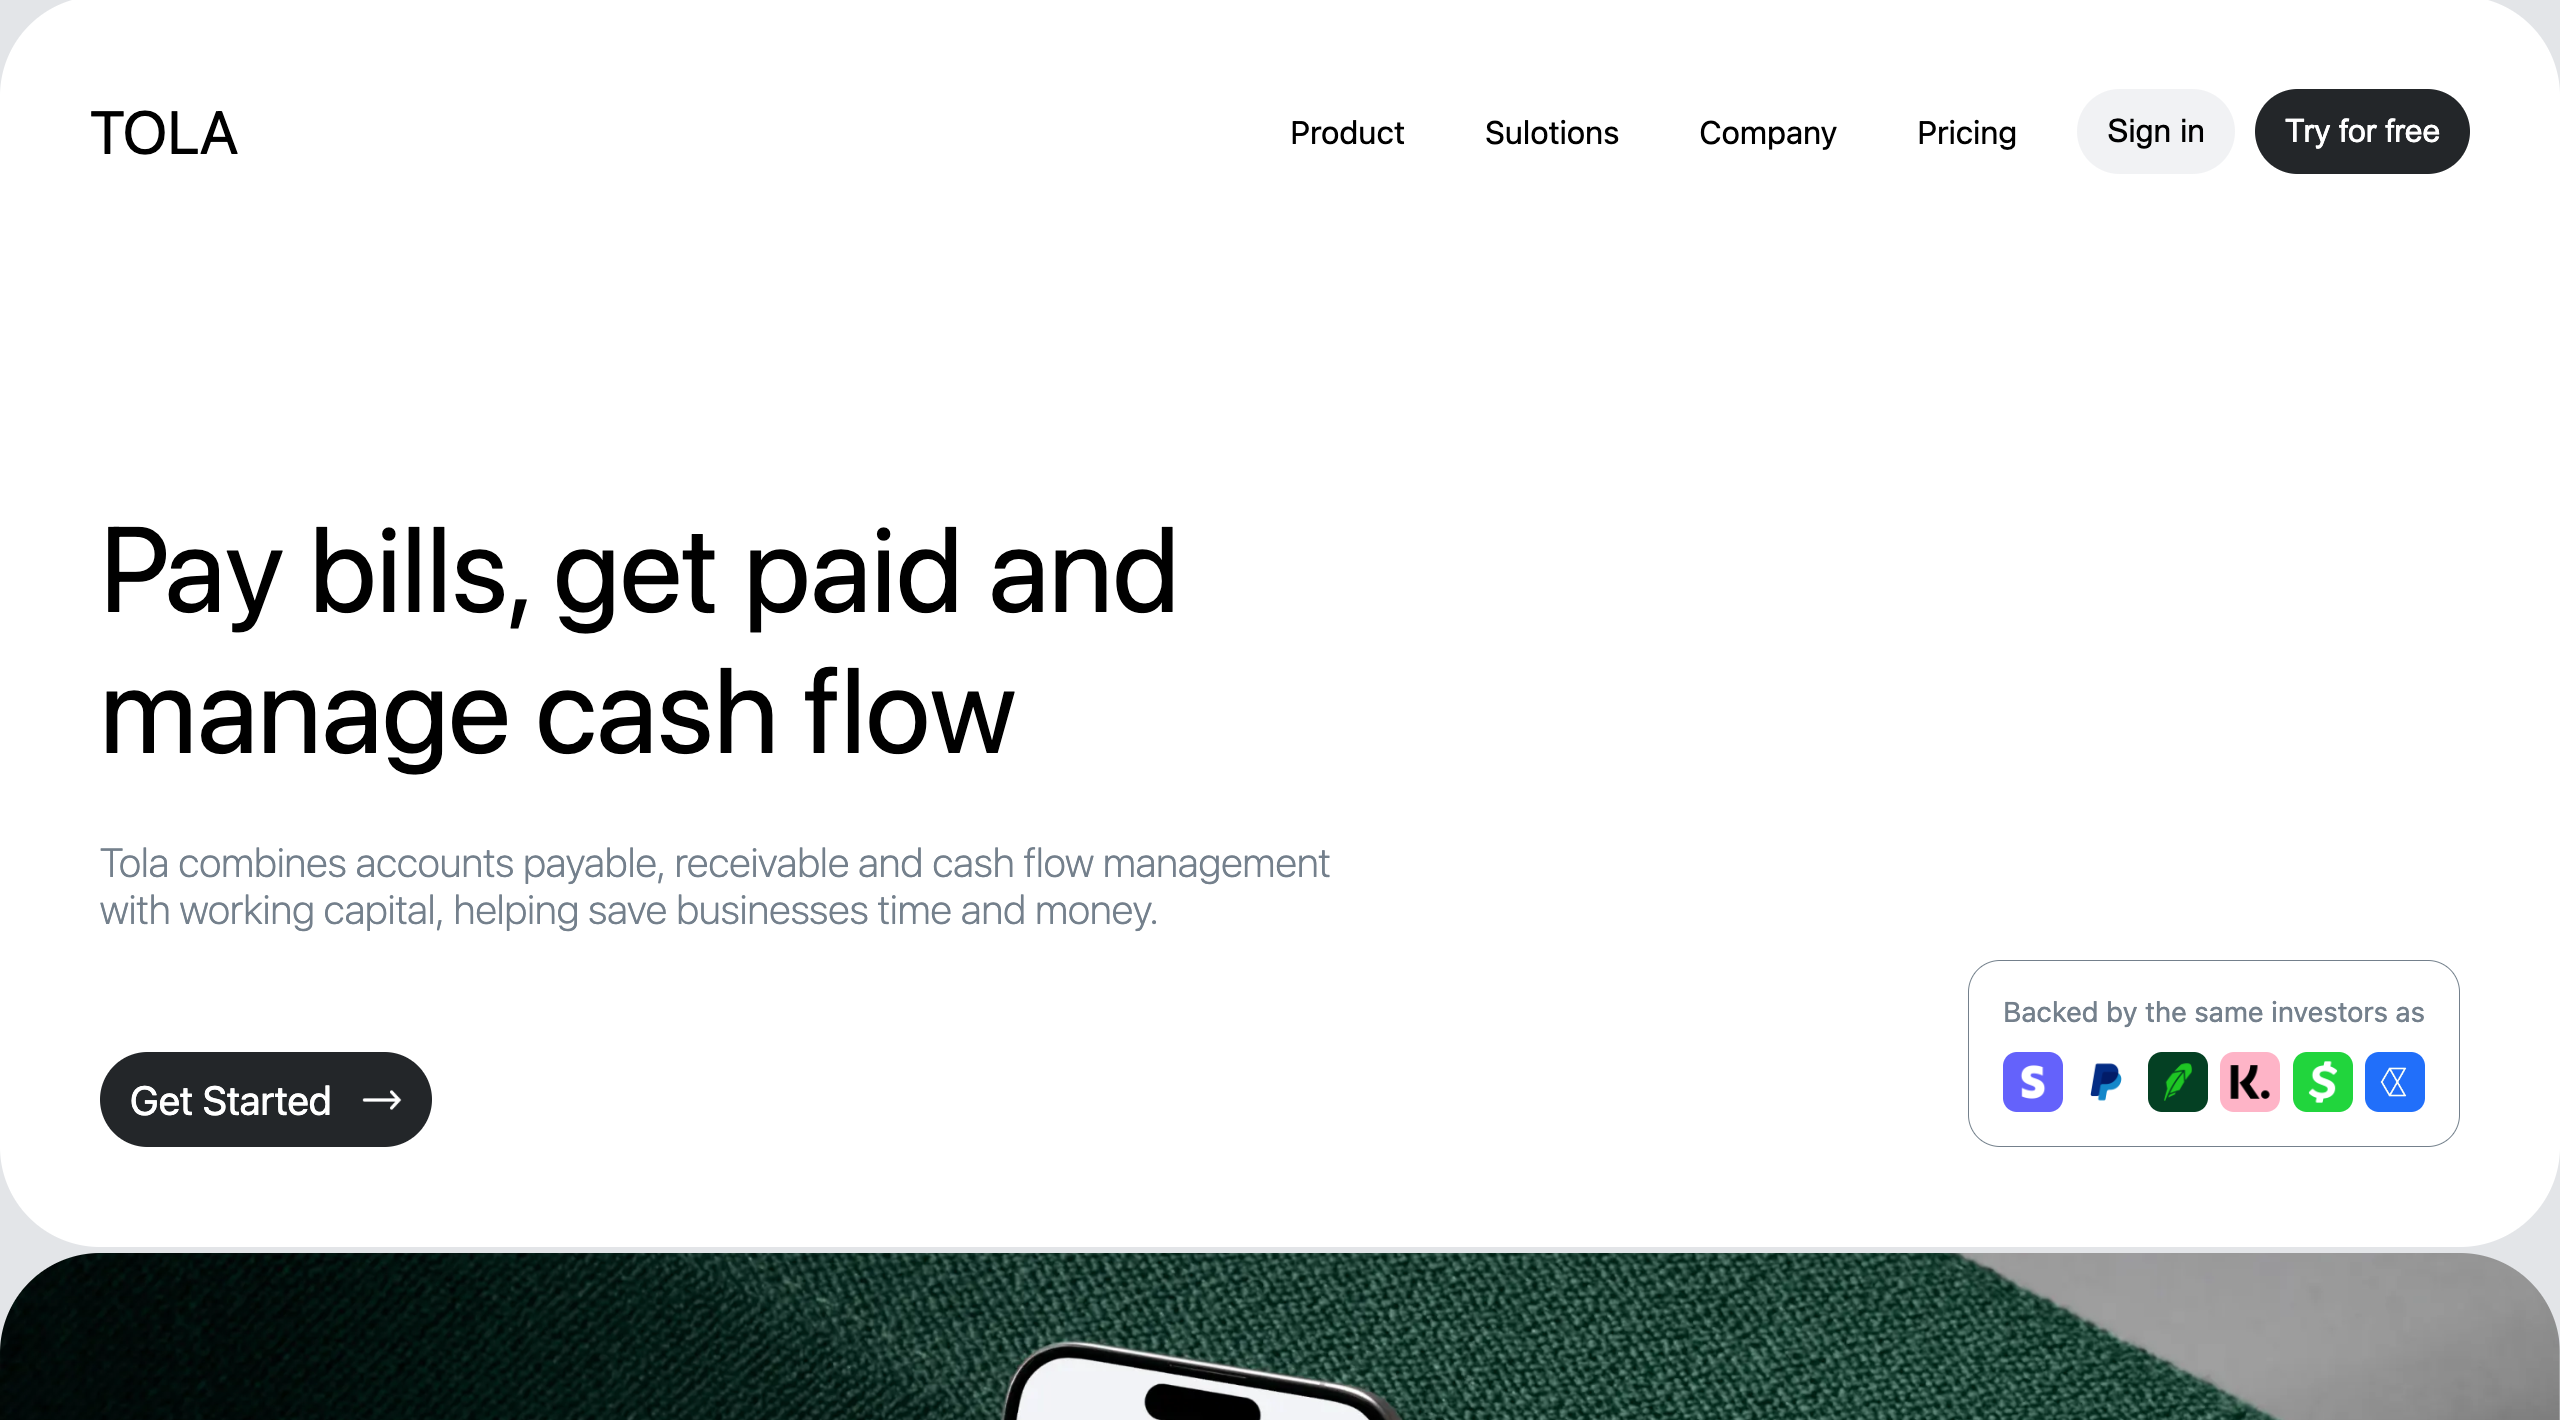 TOLA
Product
Sulotions
Company
Pricing
Sign in
Try for free
Pay bills, get paid and
manage cash flow
Tola combines accounts payable, receivable and cash flow management
with working capital, helping save businesses time and money.
Get Started
Backed by the same investors as
S
P
K.
$